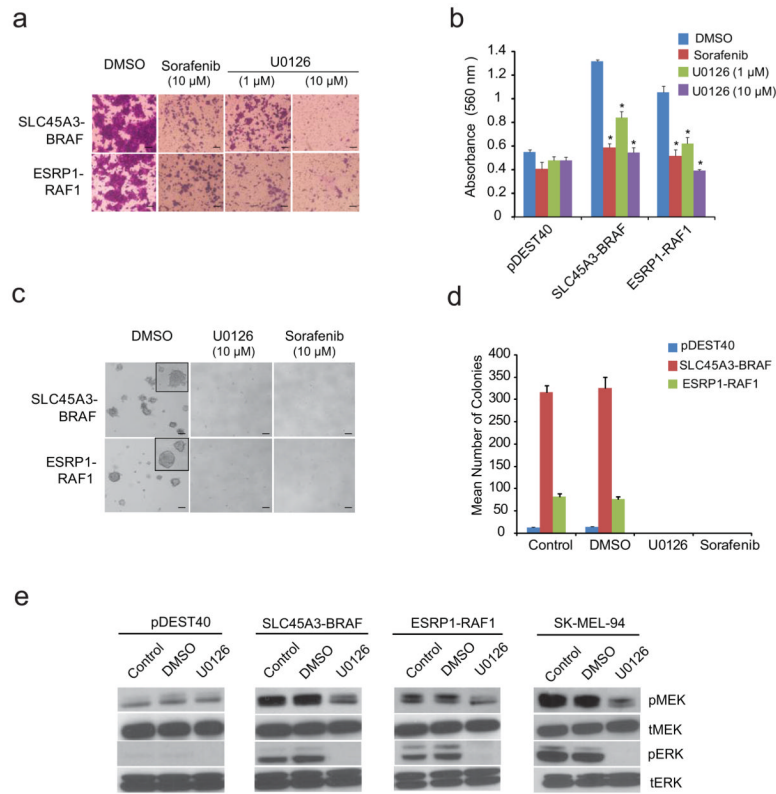 a
DMSO Sorafenib U0126
(10 µM) (1 µM) (10 µM)
SLC45A3-
BRAF
ESRP1-
RAF1
b
DMSO
Sorafenib
U0126 (1 µM)
U0126 (10 µM)
Absorbance (560 nm )
1.4
1.2
1
0.8
0.6
0.4
0.2
0
* * *
* * *
pDEST40
SLC45A3-BRAF
ESRP1-RAF1
c
DMSO U0126 Sorafenib
(10 µM) (10 µM)
SLC45A3-
BRAF
ESRP1-
RAF1
d
pDEST40
SLC45A3-BRAF
ESRP1-RAF1
Mean Number of Colonies
400
350
300
250
200
150
100
50
0
Control DMSO U0126 Sorafenib
e
pDEST40 SLC45A3-BRAF ESRP1-RAF1 SK-MEL-94
Control DMSO U0126 Control DMSO U0126 Control DMSO U0126 Control DMSO U0126
pMEK
tMEK
pERK
tERK